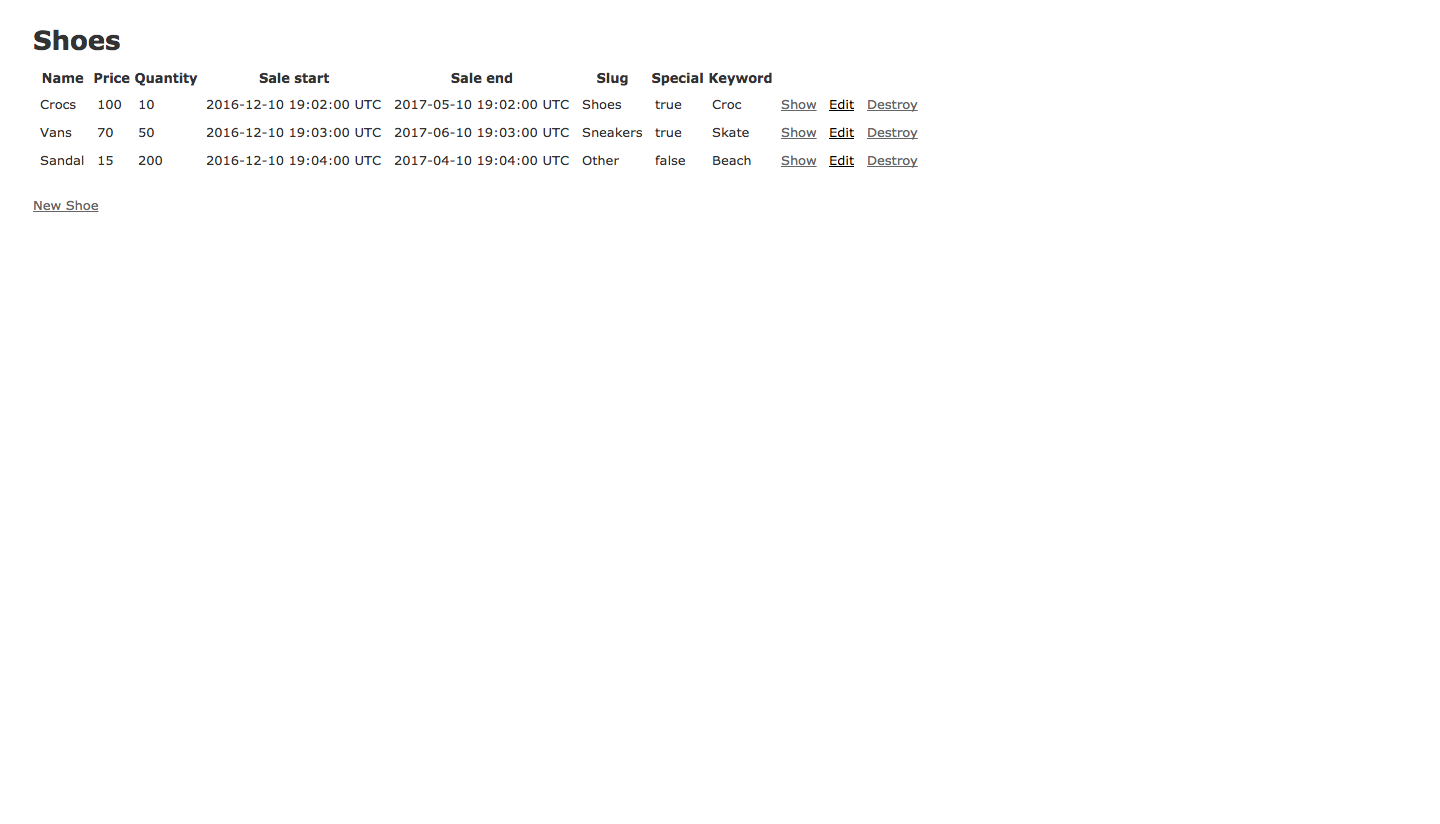 Shoes
Name Price Quantity Sale start Sale end Slug Special Keyword
Crocs 100 10 2016-12-10 19:02:00 UTC 2017-05-10 19:02:00 UTC Shoes true Croc Show Edit Destroy
Vans 70 50 2016-12-10 19:03:00 UTC 2017-06-10 19:03:00 UTC Sneakers true Skate Show Edit Destroy
Sandal 15 200 2016-12-10 19:04:00 UTC 2017-04-10 19:04:00 UTC Other false Beach Show Edit Destroy
New Shoe